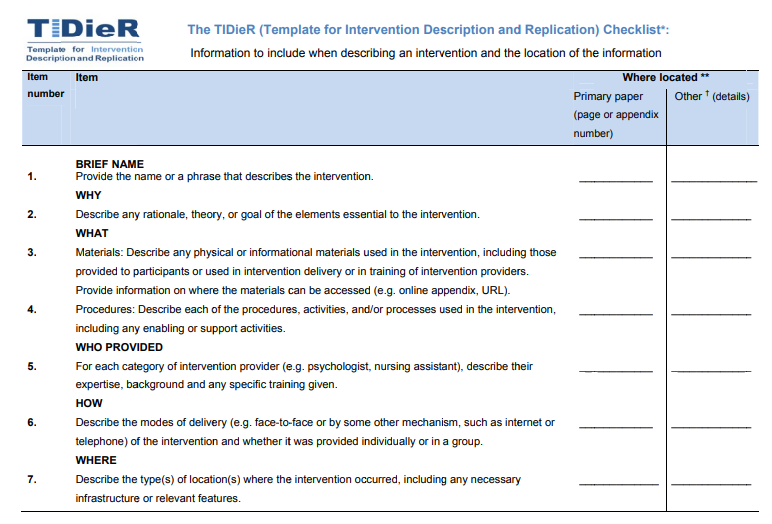 TIDieR
Template for Intervention
Description and Replication
The TIDieR (Template for Intervention Description and Replication) Checklist*:
Information to include when describing an intervention and the location of the information
Item
number
Item
Where located **
Primary paper
(page or appendix
number)
Other † (details)
BRIEF NAME
1. Provide the name or a phrase that describes the intervention.
WHY
2. Describe any rationale, theory, or goal of the elements essential to the intervention.
WHAT
3. Materials: Describe any physical or informational materials used in the intervention, including those
provided to participants or used in intervention delivery or in training of intervention providers.
Provide information on where the materials can be accessed (e.g. online appendix, URL).
4. Procedures: Describe each of the procedures, activities, and/or processes used in the intervention,
including any enabling or support activities.
WHO PROVIDED
5. For each category of intervention provider (e.g. psychologist, nursing assistant), describe their
expertise, background and any specific training given.
HOW
6. Describe the modes of delivery (e.g. face-to-face or by some other mechanism, such as internet or
telephone) of the intervention and whether it was provided individually or in a group.
WHERE
7. Describe the type(s) of location(s) where the intervention occurred, including any necessary
infrastructure or relevant features.